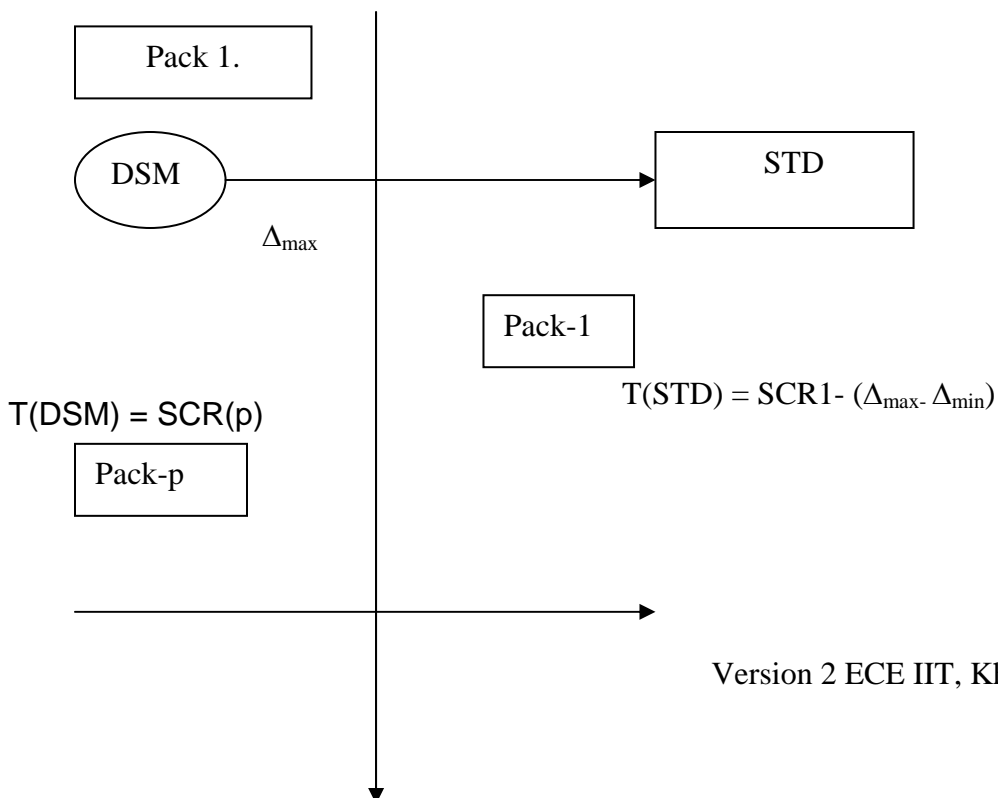 Pack 1.
DSM
STD
Δmax
Pack-1
T(STD) = SCR1- (Δmax- Δmin)
T(DSM) = SCR(p)
Pack-p
Version 2 ECE IIT,